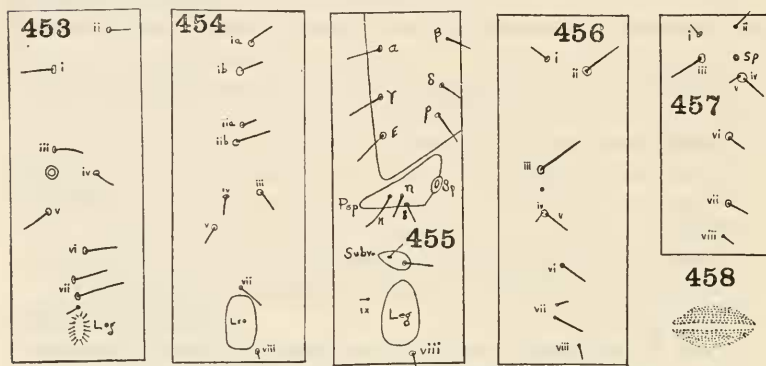 453
ii
i
iii
iv
v
vi
vii
Leg
454
ia
ib
iia
iib
iv
iii
v
vii
viii
α
β
γ
δ
ε
ρ
Psp
η
Sp
455
Subv.
ix
Leg
viii
456
i
ii
iii
iv
v
vi
vii
viii
i
ii
iii
Sp
v
iv
457
vi
vii
viii
458